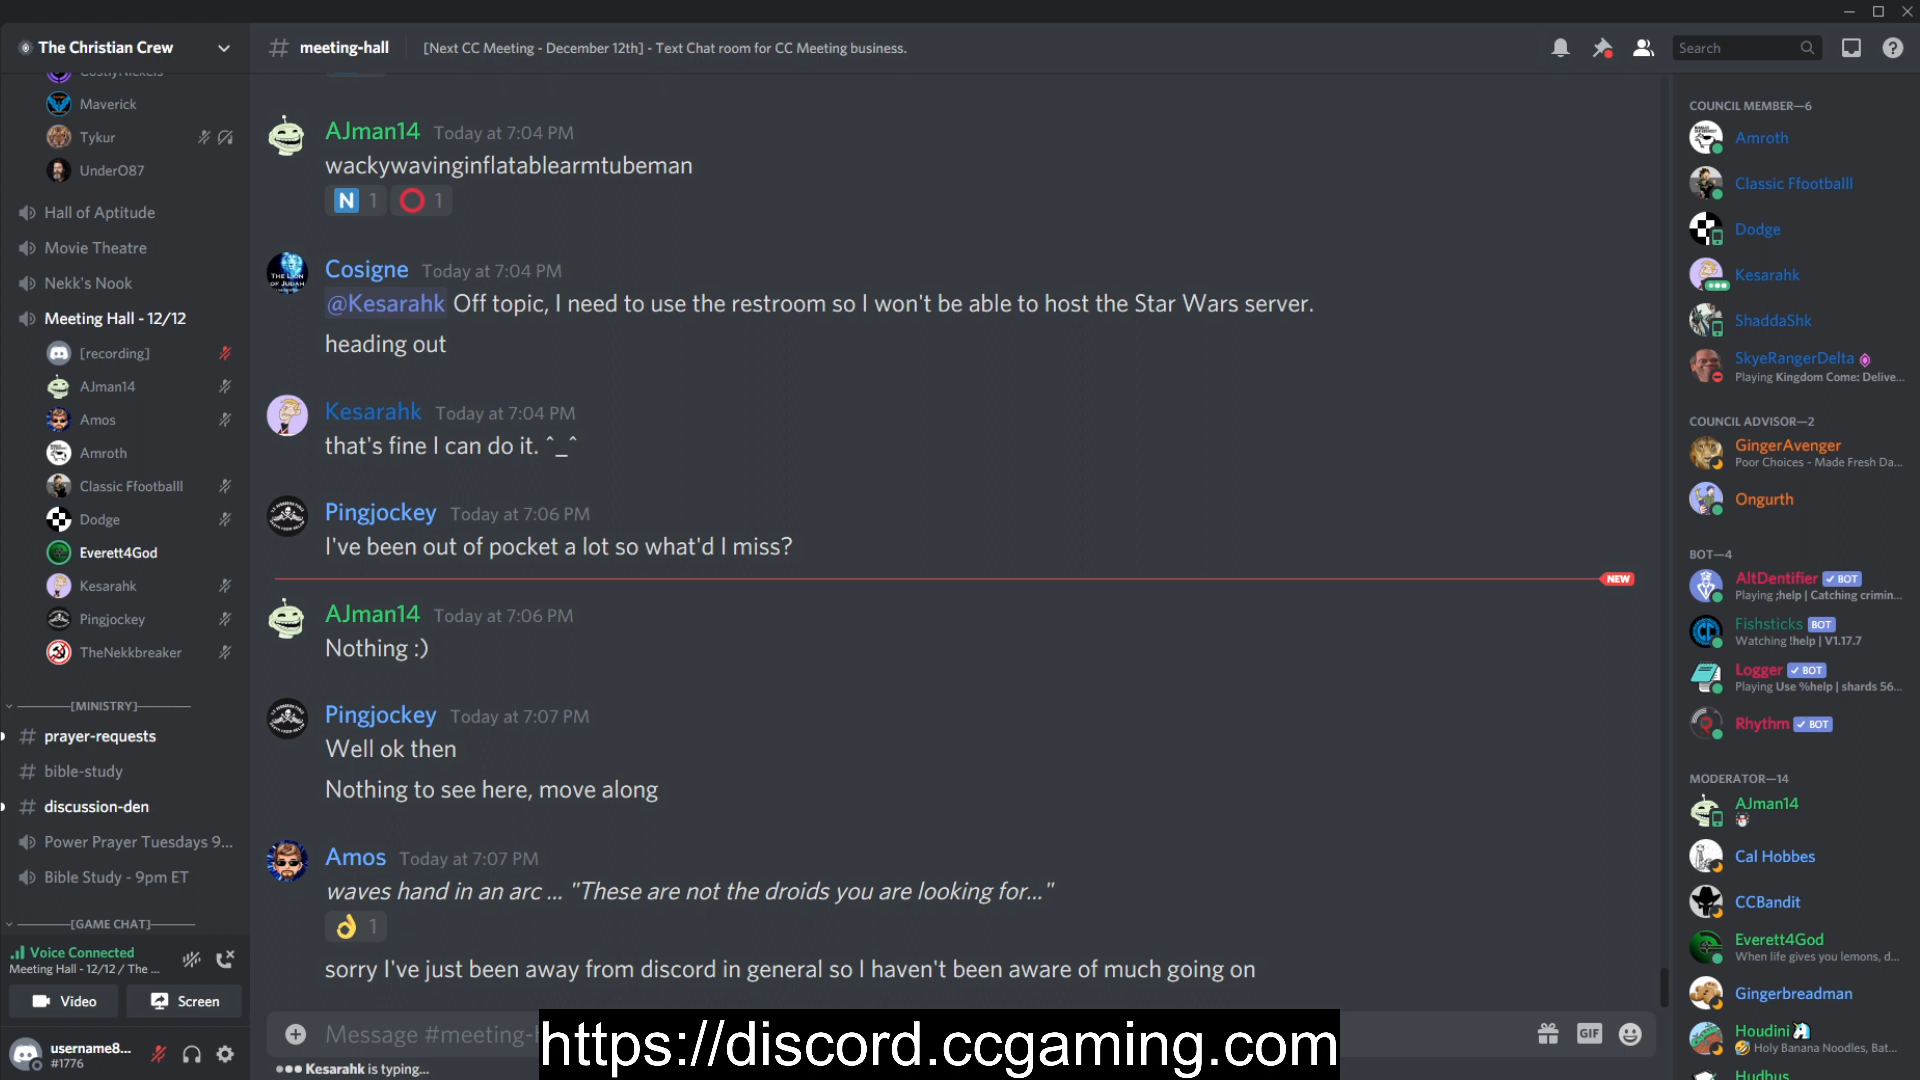 The Christian Crew
# meeting-hall
[Next CC Meeting - December 12th] - Text Chat room for CC Meeting business.
Search
CostlyNickels
Maverick
Tykur
UnderO87
Hall of Aptitude
Movie Theatre
Nekk's Nook
Meeting Hall - 12/12
[recording]
AJman14
Amos
Amroth
Classic Ffootballl
Dodge
Everett4God
Kesarahk
Pingjockey
TheNekkbreaker
[MINISTRY]
# prayer-requests
# bible-study
# discussion-den
Power Prayer Tuesdays 9...
Bible Study - 9pm ET
[GAME CHAT]
Voice Connected
Meeting Hall - 12/12 / The ...
Video
Screen
username8...
#1776
AJman14 Today at 7:04 PM
wackywavinginflatablearmtubeman
N 1 1
Cosigne Today at 7:04 PM
@Kesarahk Off topic, I need to use the restroom so I won't be able to host the Star Wars server.
heading out
Kesarahk Today at 7:04 PM
that's fine I can do it. ^_^
Pingjockey Today at 7:06 PM
I've been out of pocket a lot so what'd I miss?
NEW
AJman14 Today at 7:06 PM
Nothing :)
Pingjockey Today at 7:07 PM
Well ok then
Nothing to see here, move along
Amos Today at 7:07 PM
waves hand in an arc ... "These are not the droids you are looking for..."
1
sorry I've just been away from discord in general so I haven't been aware of much going on
Message #meeting-
GIF
https://discord.ccgaming.com
Kesarahk is typing...
COUNCIL MEMBER—6
Amroth
Classic Ffootballl
Dodge
Kesarahk
ShaddaShk
SkyeRangerDelta
Playing Kingdom Come: Delive...
COUNCIL ADVISOR—2
GingerAvenger
Poor Choices - Made Fresh Da...
Ongurth
BOT—4
AltDentifier BOT
Playing ;help | Catching crimin...
Fishsticks BOT
Watching !help | V1.17.7
Logger BOT
Playing Use %help | shards 56...
Rhythm BOT
MODERATOR—14
AJman14
Cal Hobbes
CCBandit
Everett4God
When life gives you lemons, d...
Gingerbreadman
Houdini
Holy Banana Noodles, Bat...
Hudbus